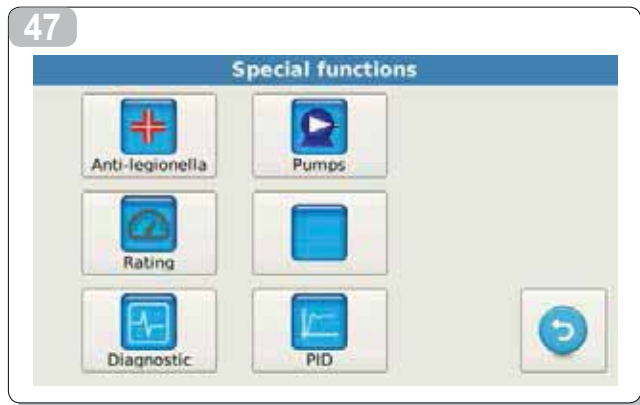 47
Special functions
Anti-legionella
Pumps
Rating
Diagnostic
PID